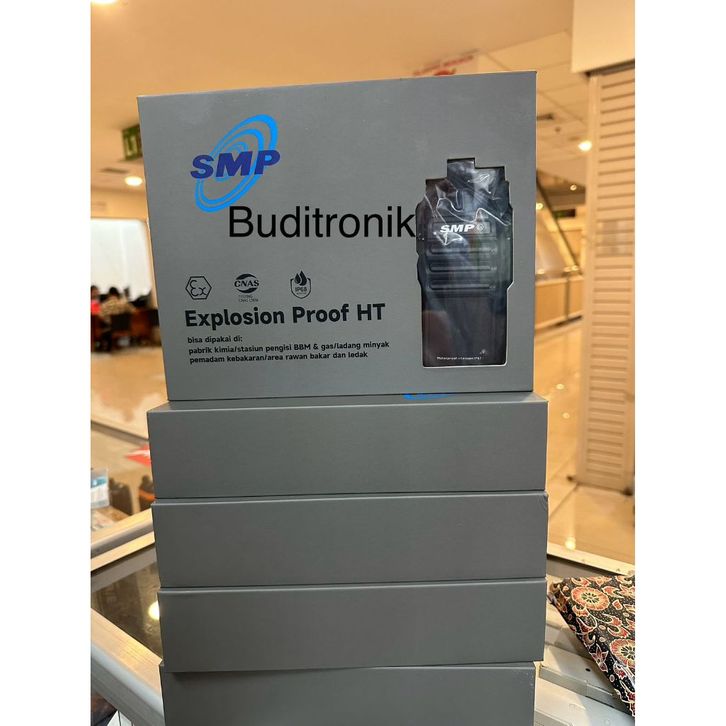 SMP
Buditronik
SMP
Ex
CNAS
IP68
Explosion Proof HT
bisa dipakai di:
pabrik kimia/stasiun pengisi BBM & gas/ladang minyak
pemadam kebakaran/area rawan bakar dan ledak